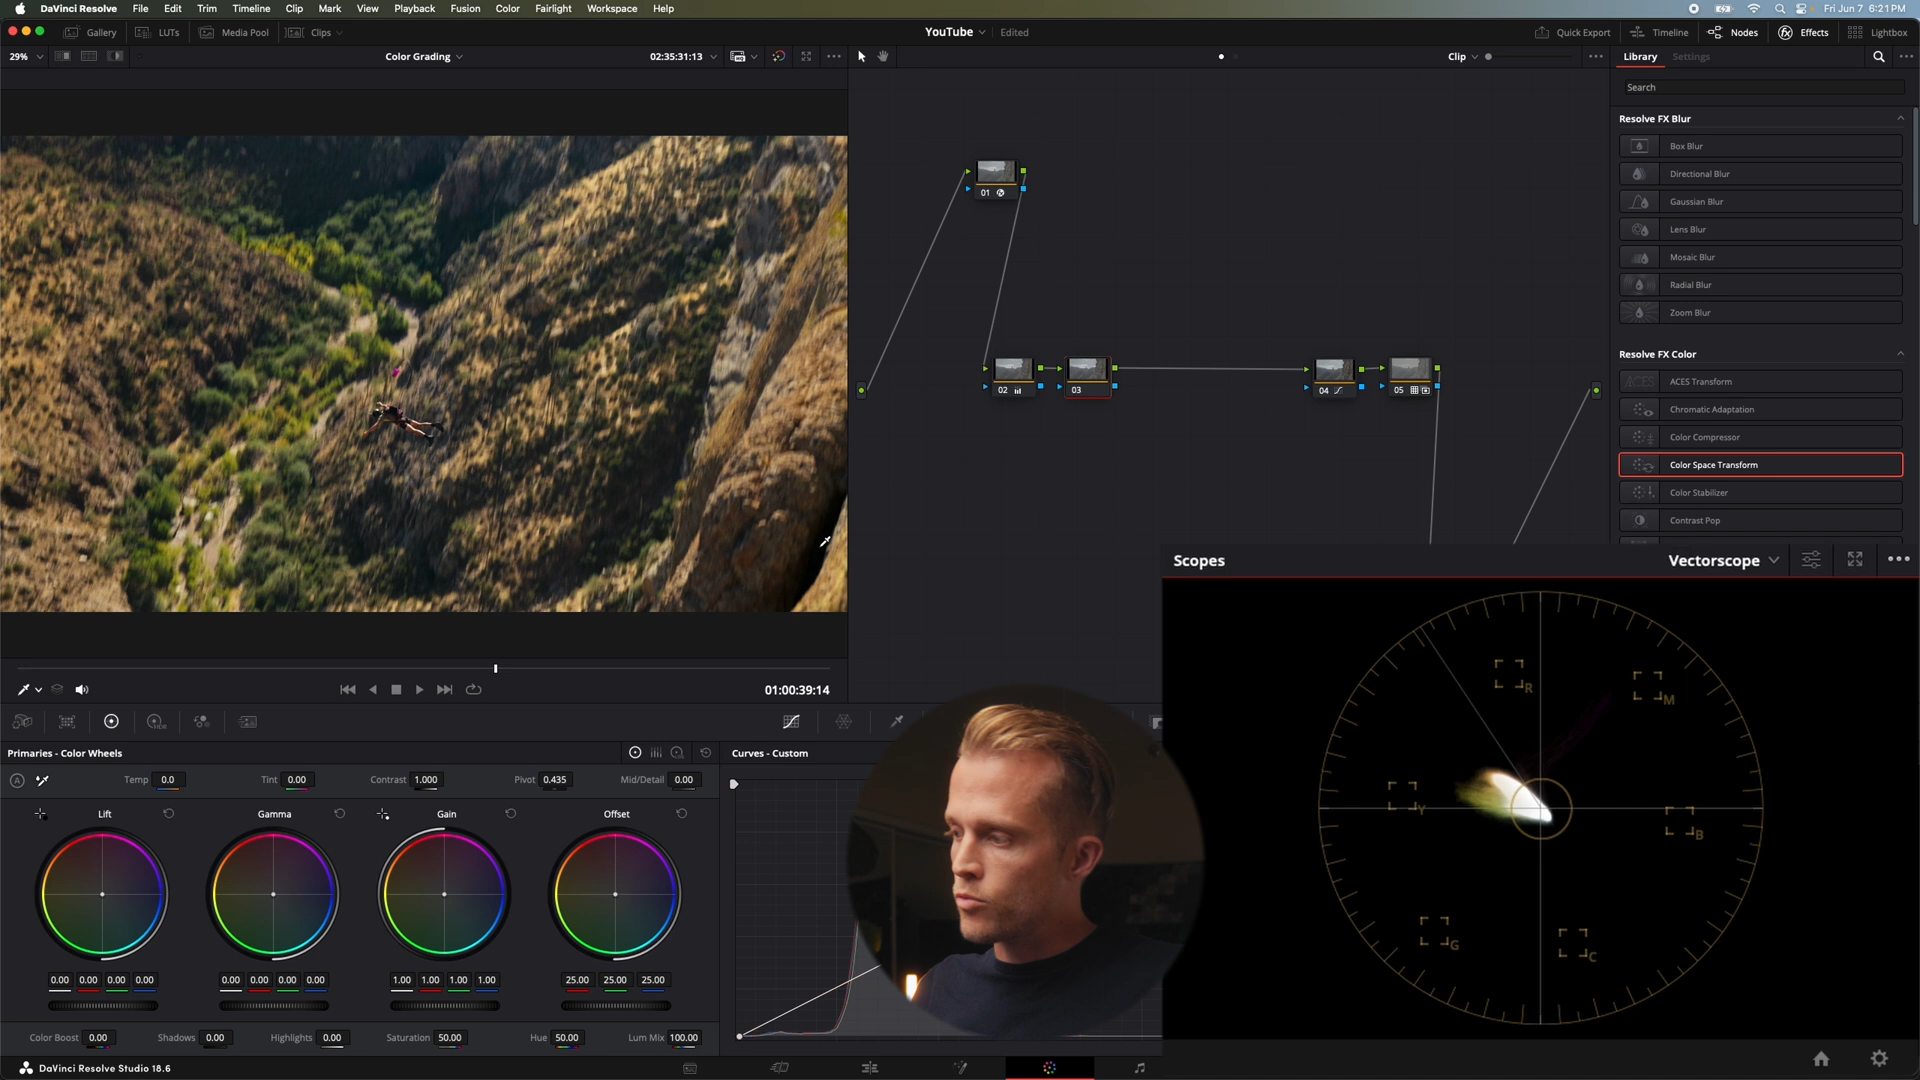 DaVinci Resolve File Edit Trim Timeline Clip Mark View Playback Fusion Color Fairlight Workspace Help Fri Jun 7 6:21 PM
Gallery LUTs Media Pool Clips YouTube Edited Quick Export Timeline Nodes Effects Lightbox
29% Color Grading 02:35:31:13 Clip Library Settings
Search
Resolve FX Blur
Box Blur
Directional Blur
Gaussian Blur
Lens Blur
Mosaic Blur
Radial Blur
Zoom Blur
Resolve FX Color
ACES Transform
Chromatic Adaptation
Color Compressor
Color Space Transform
Color Stabilizer
Contrast Pop
01
02 03 04 05
Scopes Vectorscope
R M Y B G C
01:00:39:14
Primaries - Color Wheels Curves - Custom
Temp 0.0 Tint 0.00 Contrast 1.000 Pivot 0.435 Mid/Detail 0.00
Lift Gamma Gain Offset
0.00 0.00 0.00 0.00 0.00 0.00 0.00 0.00 1.00 1.00 1.00 1.00 25.00 25.00 25.00
Color Boost 0.00 Shadows 0.00 Highlights 0.00 Saturation 50.00 Hue 50.00 Lum Mix 100.00
DaVinci Resolve Studio 18.6